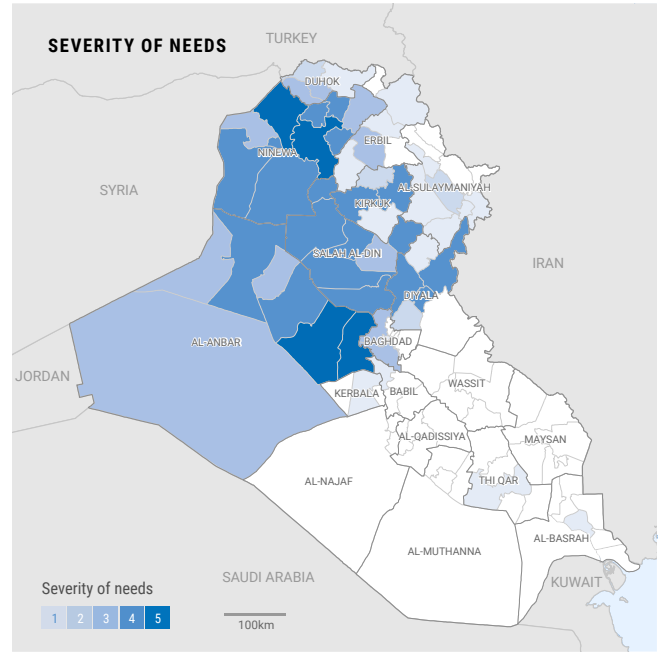 SEVERITY OF NEEDS
TURKEY
DUHOK
ERBIL
NINEWA
SYRIA
AL-SULAYMANIYAH
KIRKUK
SALAH AL-DIN
IRAN
DIYALA
AL-ANBAR
BAGHDAD
JORDAN
KERBALA
BABIL
WASSIT
AL-QADISSIYA
MAYSAN
AL-NAJAF
THI QAR
AL-BASRAH
AL-MUTHANNA
SAUDI ARABIA
KUWAIT
Severity of needs
1 2 3 4 5
100km